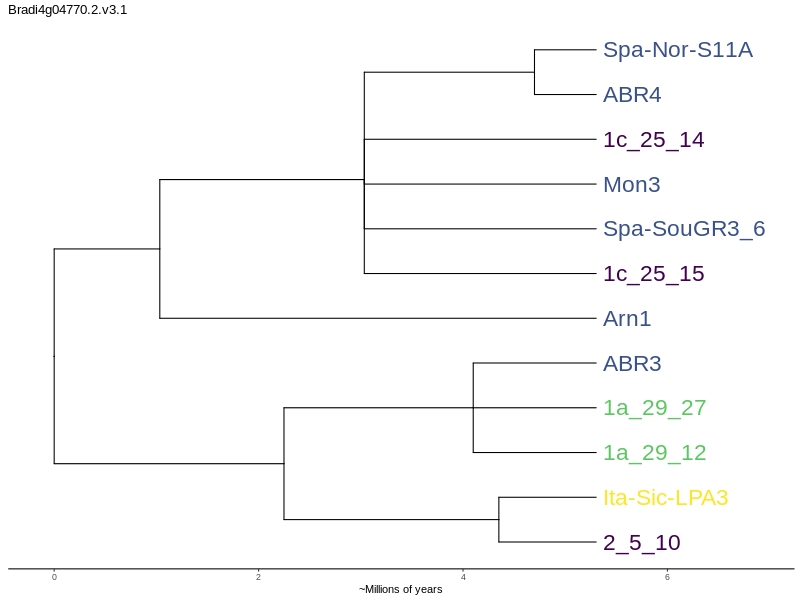 Bradi4g04770.2.v3.1
Spa-Nor-S11A
ABR4
1c_25_14
Mon3
Spa-SouGR3_6
1c_25_15
Arn1
ABR3
1a_29_27
1a_29_12
Ita-Sic-LPA3
2_5_10
0 2 4 6
~Millions of years